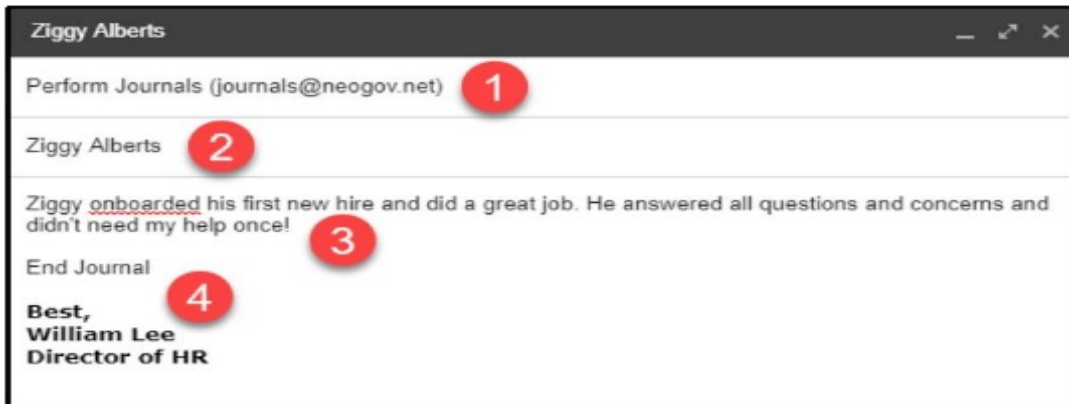 Ziggy Alberts
Perform Journals (journals@neogov.net)
1
Ziggy Alberts
2
Ziggy onboarded his first new hire and did a great job. He answered all questions and concerns and
didn't need my help once!
3
End Journal
4
Best,
William Lee
Director of HR